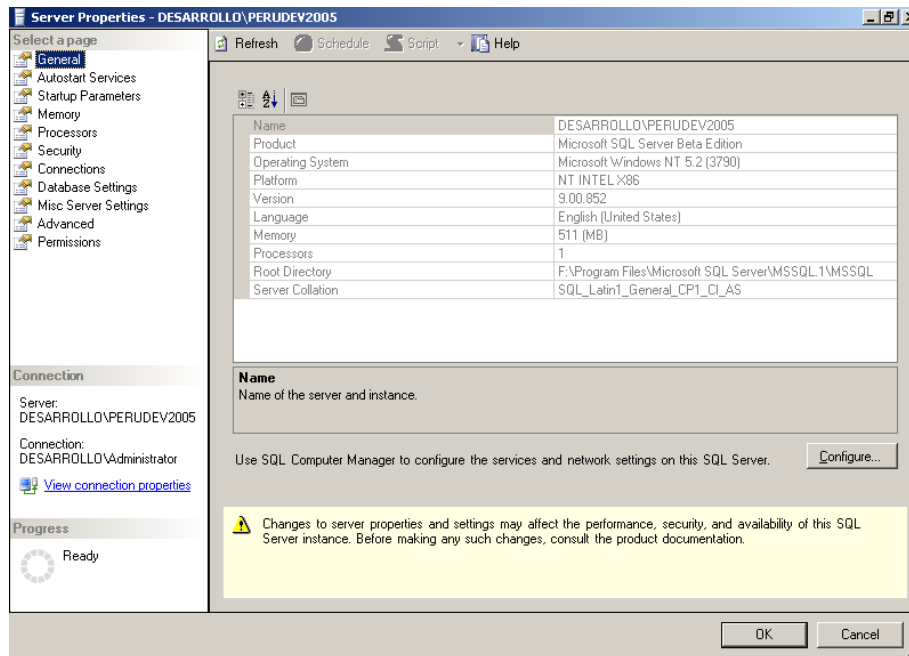 Server Properties - DESARROLLO\PERUDEV2005
Select a page
General
Autostart Services
Startup Parameters
Memory
Processors
Security
Connections
Database Settings
Misc Server Settings
Advanced
Permissions
Connection
Server:
DESARROLLO\PERUDEV2005
Connection:
DESARROLLO\Administrator
View connection properties
Progress
Ready
Refresh Schedule Script Help
Name DESARROLLO\PERUDEV2005
Product Microsoft SQL Server Beta Edition
Operating System Microsoft Windows NT 5.2 (3790)
Platform NT INTEL X86
Version 9.00.852
Language English (United States)
Memory 511 (MB)
Processors 1
Root Directory F:\Program Files\Microsoft SQL Server\MSSQL.1\MSSQL
Server Collation SQL_Latin1_General_CP1_CI_AS
Name
Name of the server and instance.
Use SQL Computer Manager to configure the services and network settings on this SQL Server. Configure...
Changes to server properties and settings may affect the performance, security, and availability of this SQL
Server instance. Before making any such changes, consult the product documentation.
OK Cancel